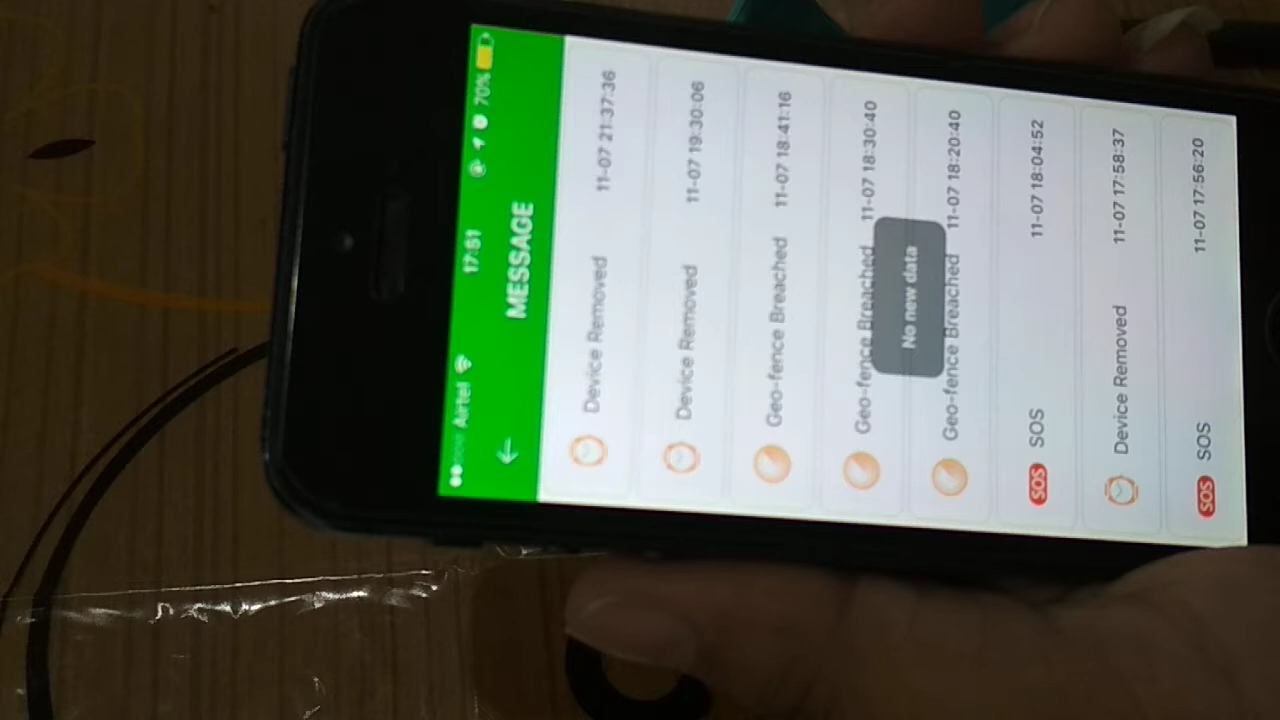 Airtel 17:51 70%
MESSAGE
Device Removed 11-07 21:37:36
Device Removed 11-07 19:30:06
Geo-fence Breached 11-07 18:41:16
Geo-fence Breached 11-07 18:30:40
No new data
Geo-fence Breached 11-07 18:20:40
SOS SOS 11-07 18:04:52
Device Removed 11-07 17:58:37
SOS SOS 11-07 17:56:20